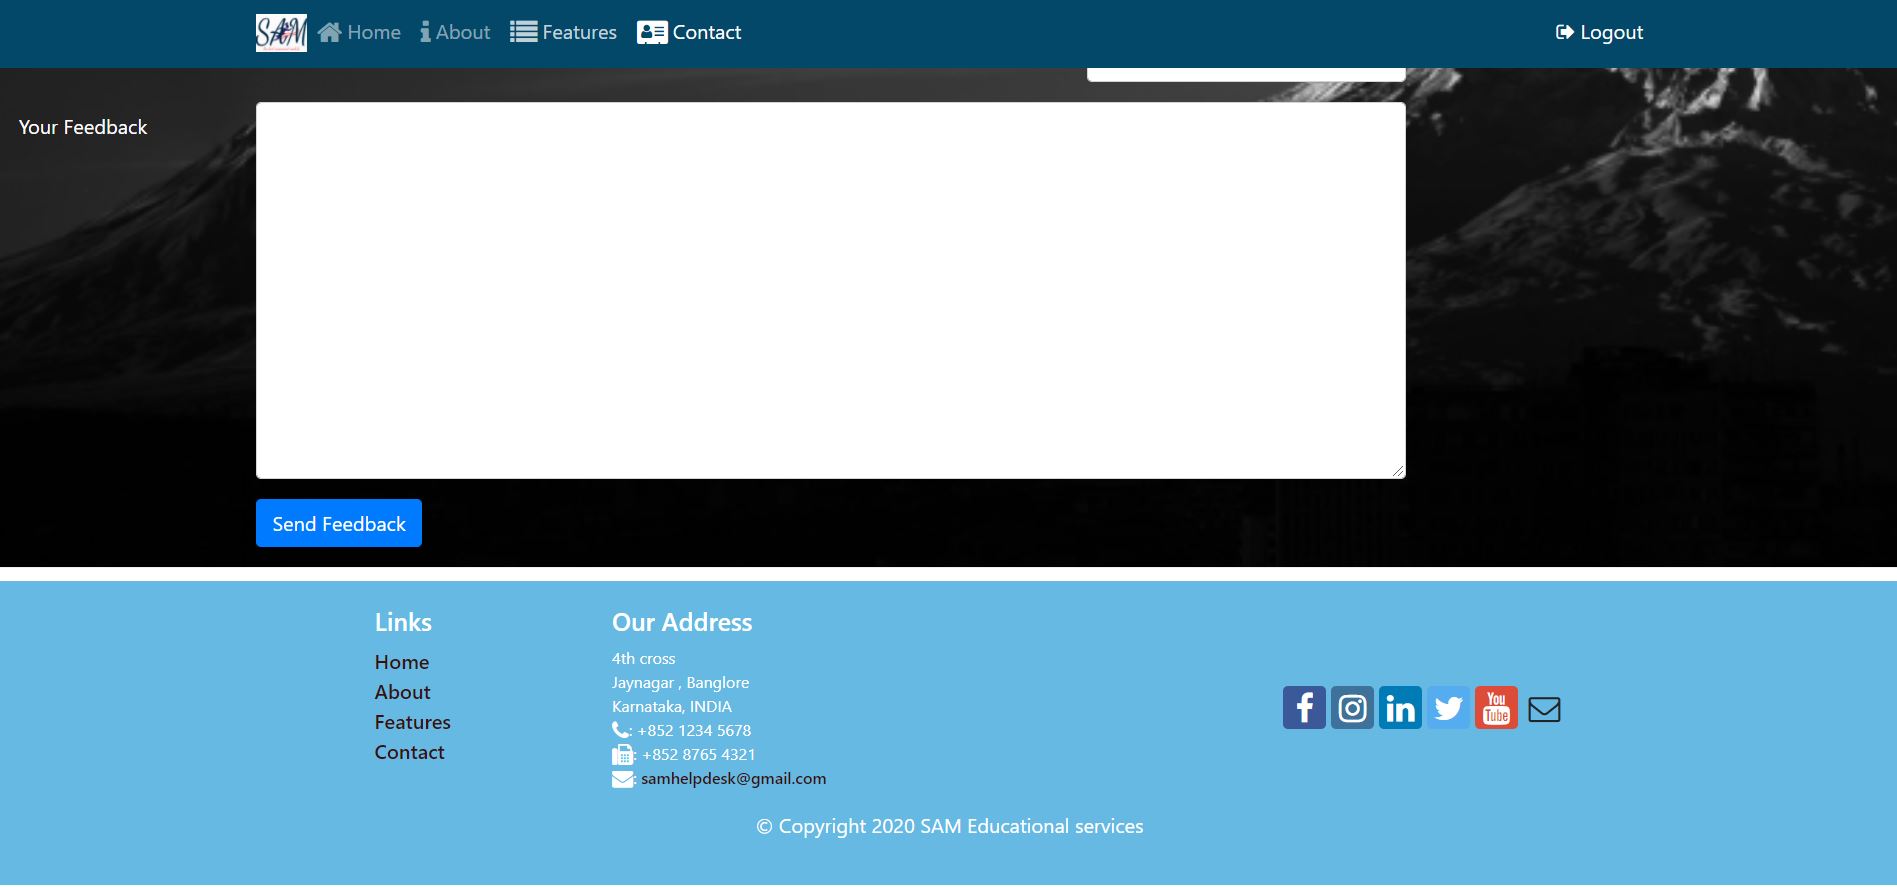 SAM Home About Features Contact Logout
Your Feedback
Send Feedback
Links
Home
About
Features
Contact
Our Address
4th cross
Jaynagar , Banglore
Karnataka, INDIA
: +852 1234 5678
: +852 8765 4321
: samhelpdesk@gmail.com
You Tube
© Copyright 2020 SAM Educational services